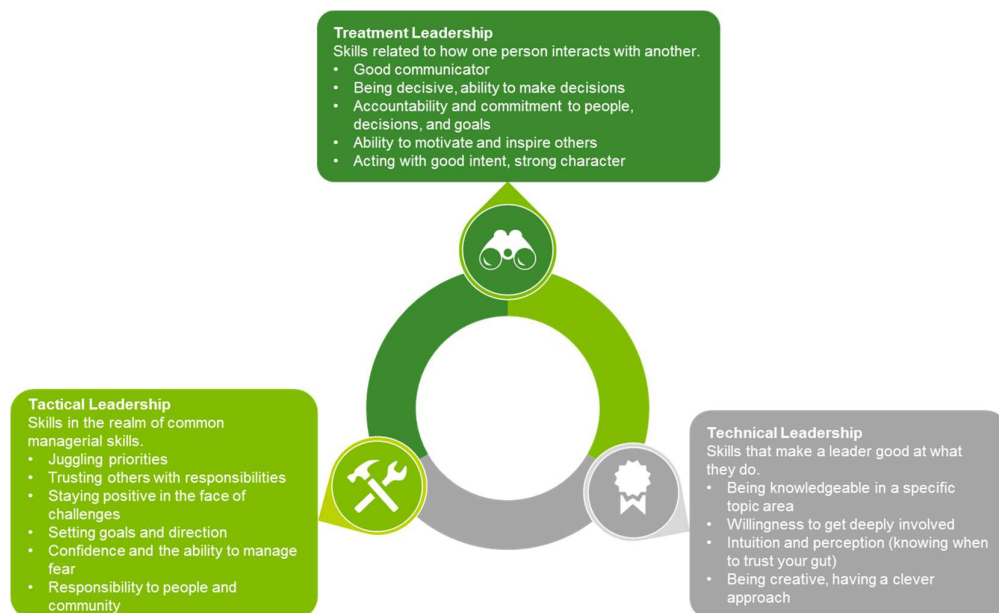 Treatment Leadership
Skills related to how one person interacts with another.
• Good communicator
• Being decisive, ability to make decisions
• Accountability and commitment to people,
decisions, and goals
• Ability to motivate and inspire others
• Acting with good intent, strong character
Tactical Leadership
Skills in the realm of common
managerial skills.
• Juggling priorities
• Trusting others with responsibilities
• Staying positive in the face of
challenges
• Setting goals and direction
• Confidence and the ability to manage
fear
• Responsibility to people and
community
Technical Leadership
Skills that make a leader good at what
they do.
• Being knowledgeable in a specific
topic area
• Willingness to get deeply involved
• Intuition and perception (knowing when
to trust your gut)
• Being creative, having a clever
approach